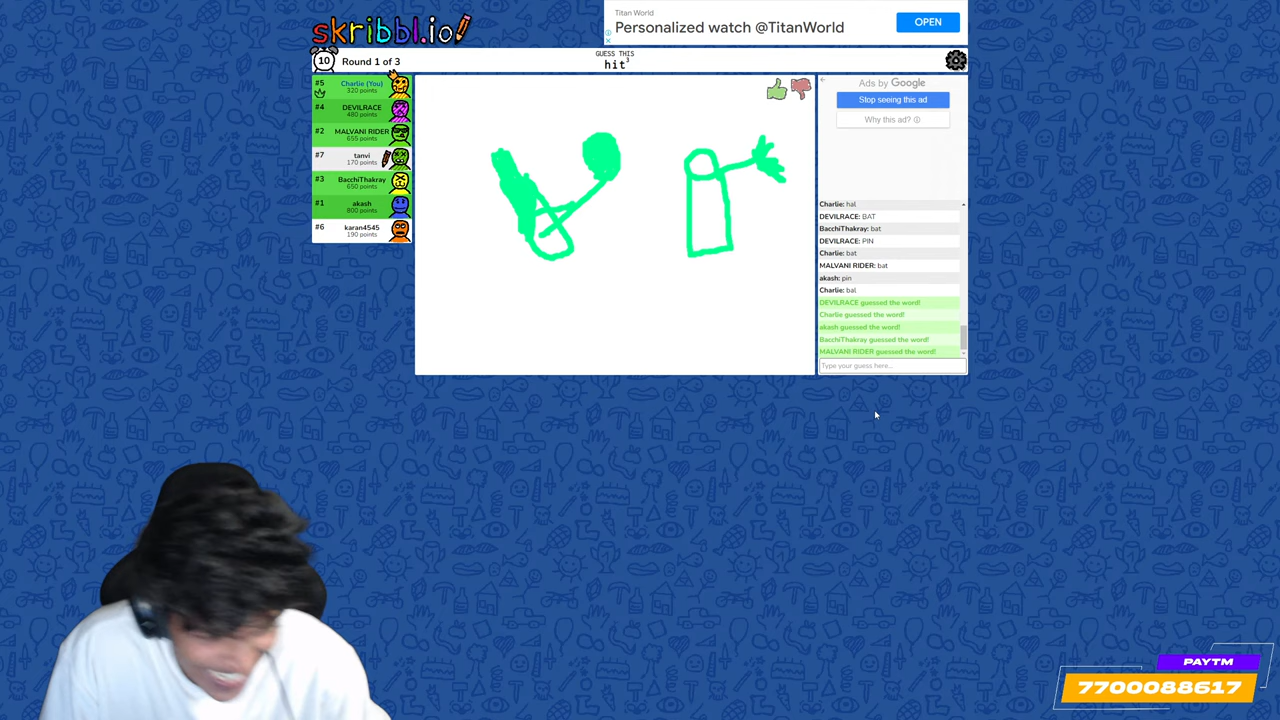 Titan World
Personalized watch @TitanWorld
OPEN
skribbl.io
10
Round 1 of 3
GUESS THIS
hit 3
#5 Charlie (You)
320 points
#4 DEVILRACE
480 points
#2 MALVANI RIDER
655 points
#7 tanvi
170 points
#3 BacchiThakray
650 points
#1 akash
800 points
#6 karan4545
190 points
Ads by Google
Stop seeing this ad
Why this ad?
Charlie: hal
DEVILRACE: BAT
BacchiThakray: bat
DEVILRACE: PIN
Charlie: bat
MALVANI RIDER: bat
akash: pin
Charlie: bal
DEVILRACE guessed the word!
Charlie guessed the word!
akash guessed the word!
BacchiThakray guessed the word!
MALVANI RIDER guessed the word!
Type your guess here...
PAYTM
7700088617